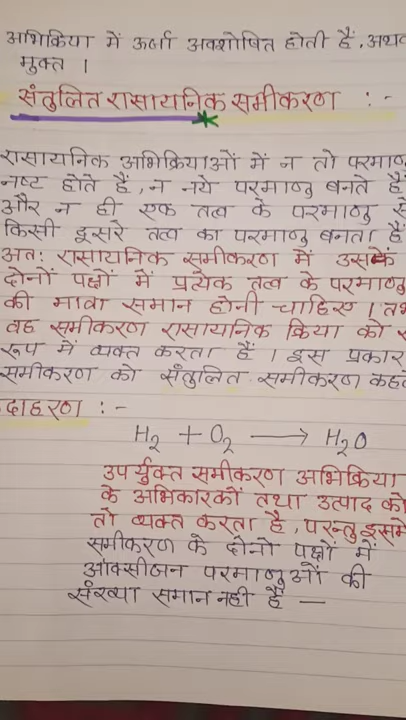 अभिक्रिया में ऊर्जा अवशोषित होती हैं, अथव
मुक्त ।
संतुलित रासायनिक समीकरण :-
रासायनिक अभिक्रियाओं में न तो परमाणु
नष्ट होते हैं, न नये परमाणु बनते हैं
और न ही एक तत्व के परमाणु से
किसी दूसरे तत्व का परमाणु बनता हैं
अतः रासायनिक समीकरण में उसके
दोनों पक्षों में प्रत्येक तत्व के परमाणु
की मात्रा समान होनी चाहिए । तभ
वह समीकरण रासायनिक क्रिया को स
रूप में व्यक्त करता हैं । इस प्रकार
समीकरण को संतुलित समीकरण कहत
दाहरण :-
H₂ + O₂ ⟶ H₂O
उपर्युक्त समीकरण अभिक्रिया
के अभिकारकों तथा उत्पाद को
तो व्यक्त करता है, परन्तु इसमें
समीकरण के दोनों पक्षों में
ऑक्सीजन परमाणुओं की
संख्या समान नही हैं —